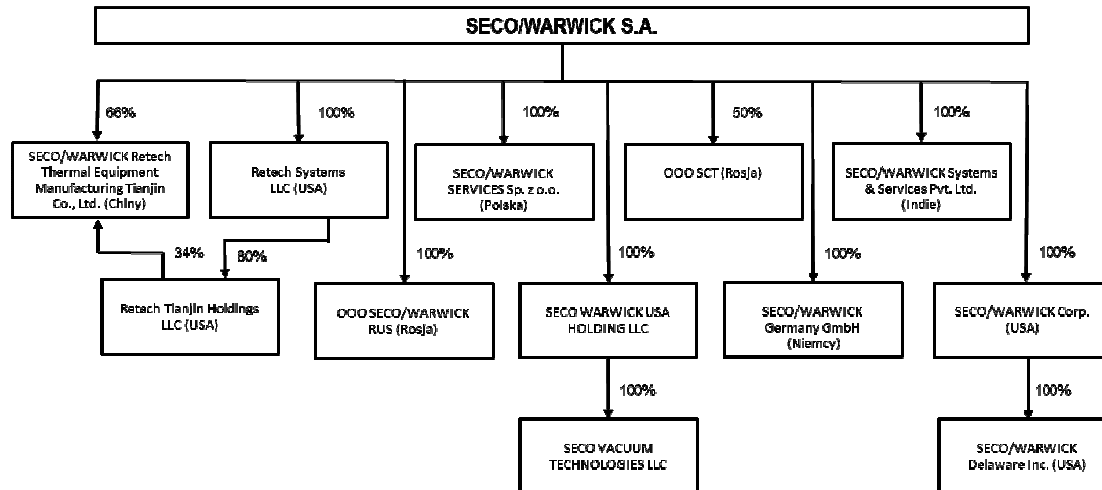 SECO/WARWICK S.A.
66%
100%
100%
50%
100%
SECO/WARWICK Retech
Thermal Equipment
Manufacturing Tianjin
Co., Ltd. (Chiny)
Retech Systems
LLC (USA)
SECO/WARWICK
SERVICES Sp. z o.o.
(Polska)
OOO SCT (Rosja)
SECO/WARWICK Systems
& Services Pvt. Ltd.
(Indie)
34%
80%
100%
100%
100%
100%
Retech Tianjin Holdings
LLC (USA)
OOO SECO/WARWICK
RUS (Rosja)
SECO WARWICK USA
HOLDING LLC
SECO/WARWICK
Germany GmbH
(Niemcy)
SECO/WARWICK Corp.
(USA)
100%
100%
SECO VACUUM
TECHNOLOGIES LLC
SECO/WARWICK
Delaware Inc. (USA)